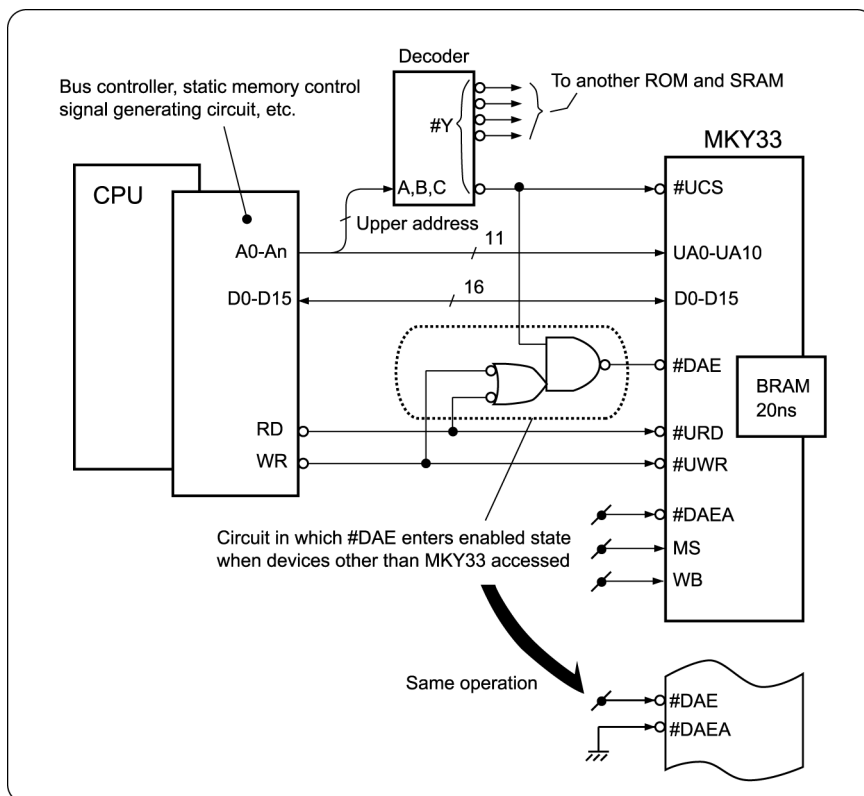 Decoder
Bus controller, static memory control
signal generating circuit, etc.
To another ROM and SRAM
#Y
MKY33
CPU
A,B,C
#UCS
Upper address
A0-An
11
UA0-UA10
D0-D15
16
D0-D15
#DAE
BRAM
20ns
RD
#URD
WR
#UWR
#DAEA
Circuit in which #DAE enters enabled state
when devices other than MKY33 accessed
MS
WB
Same operation
#DAE
#DAEA